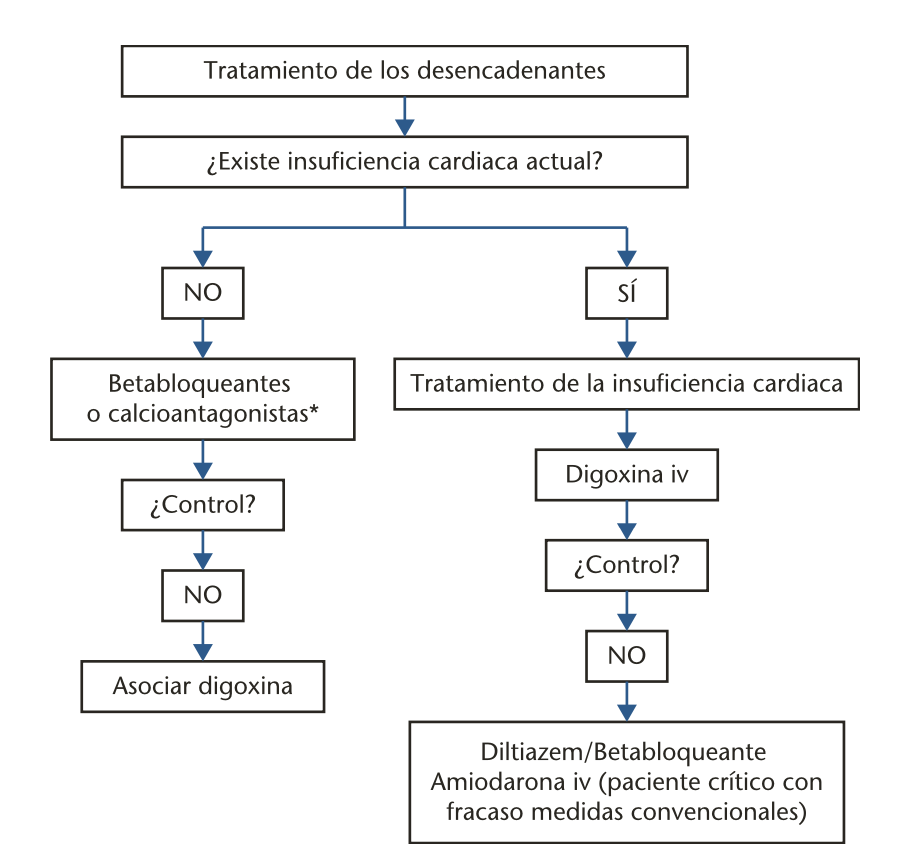 Tratamiento de los desencadenantes
¿Existe insuficiencia cardiaca actual?
NO
Betabloqueantes
o calcioantagonistas*
¿Control?
NO
Asociar digoxina
SÍ
Tratamiento de la insuficiencia cardiaca
Digoxina iv
¿Control?
NO
Diltiazem/Betabloqueante
Amiodarona iv (paciente crítico con
fracaso medidas convencionales)